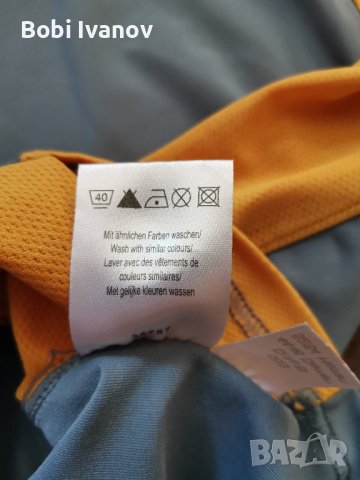 Bobi Ivanov
40
Mit ähnlichen Farben waschen/
Wash with similar colours/
Laver avec des vêtements de
couleurs similaires/
Met gelijke kleuren wassen
BAZAR